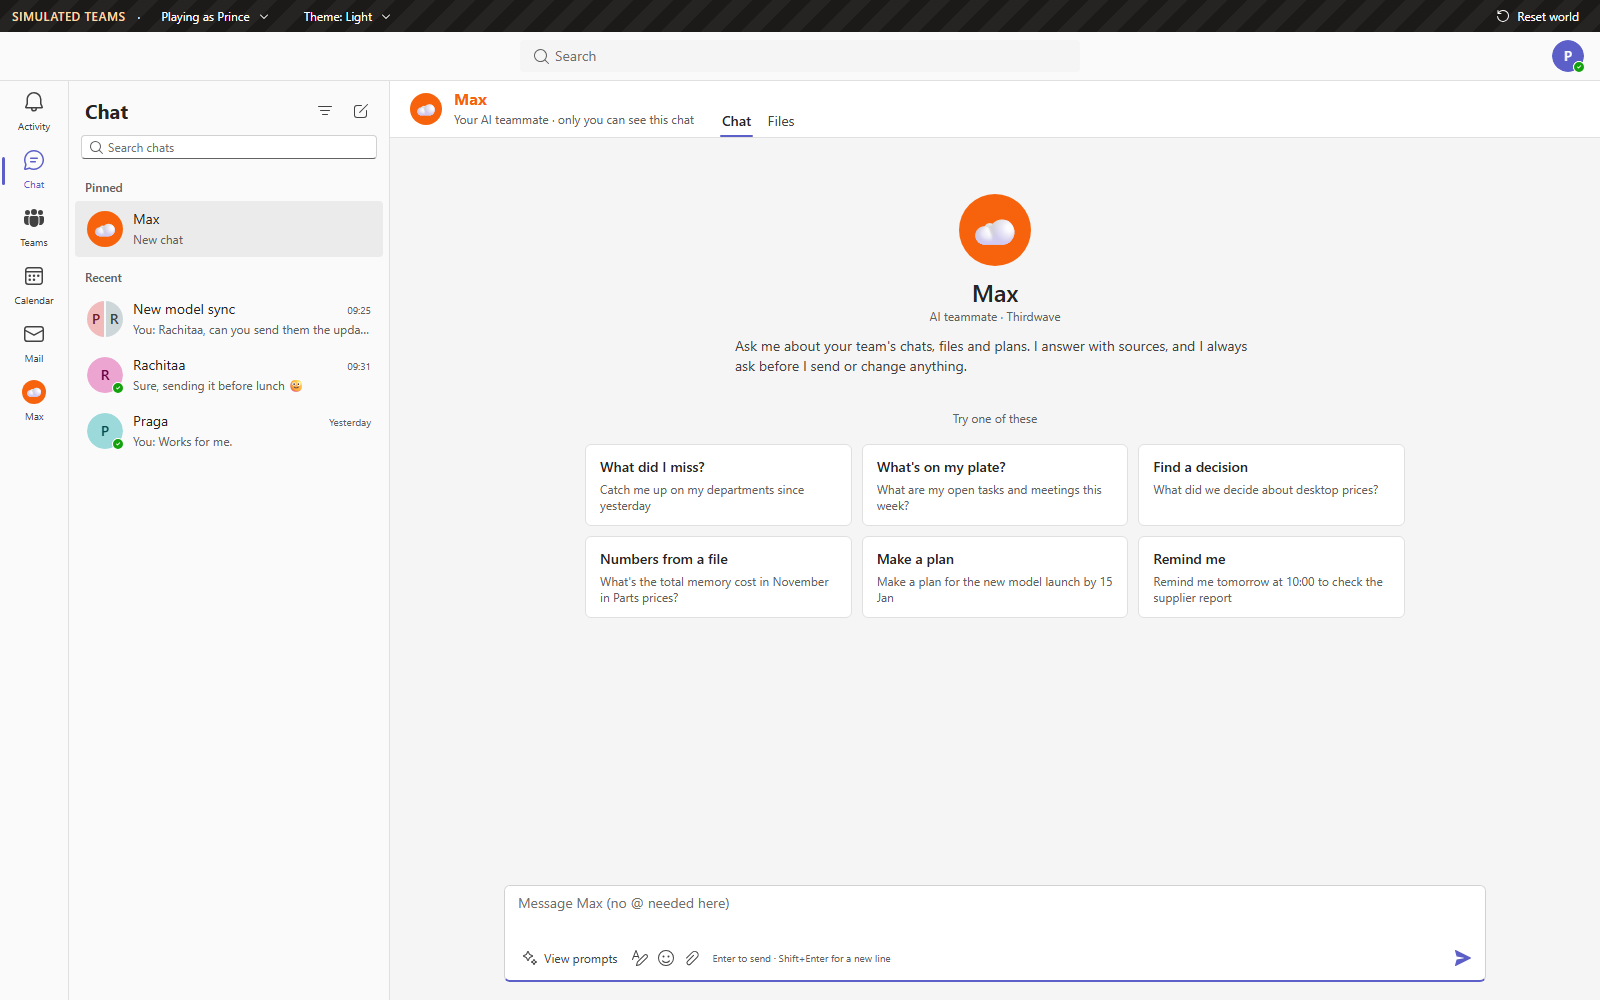 SIMULATED TEAMS · Playing as Prince Theme: Light Reset world
Search
P
Activity
Chat
Teams
Calendar
Mail
Max
Chat
Search chats
Pinned
Max
New chat
Recent
P R New model sync 09:25
You: Rachitaa, can you send them the upda...
R Rachitaa 09:31
Sure, sending it before lunch 😀
P Praga Yesterday
You: Works for me.
Max
Your AI teammate · only you can see this chat
Chat Files
Max
AI teammate · Thirdwave
Ask me about your team's chats, files and plans. I answer with sources, and I always
ask before I send or change anything.
Try one of these
What did I miss?
Catch me up on my departments since
yesterday
What's on my plate?
What are my open tasks and meetings this
week?
Find a decision
What did we decide about desktop prices?
Numbers from a file
What's the total memory cost in November
in Parts prices?
Make a plan
Make a plan for the new model launch by 15
Jan
Remind me
Remind me tomorrow at 10:00 to check the
supplier report
Message Max (no @ needed here)
View prompts Enter to send · Shift+Enter for a new line